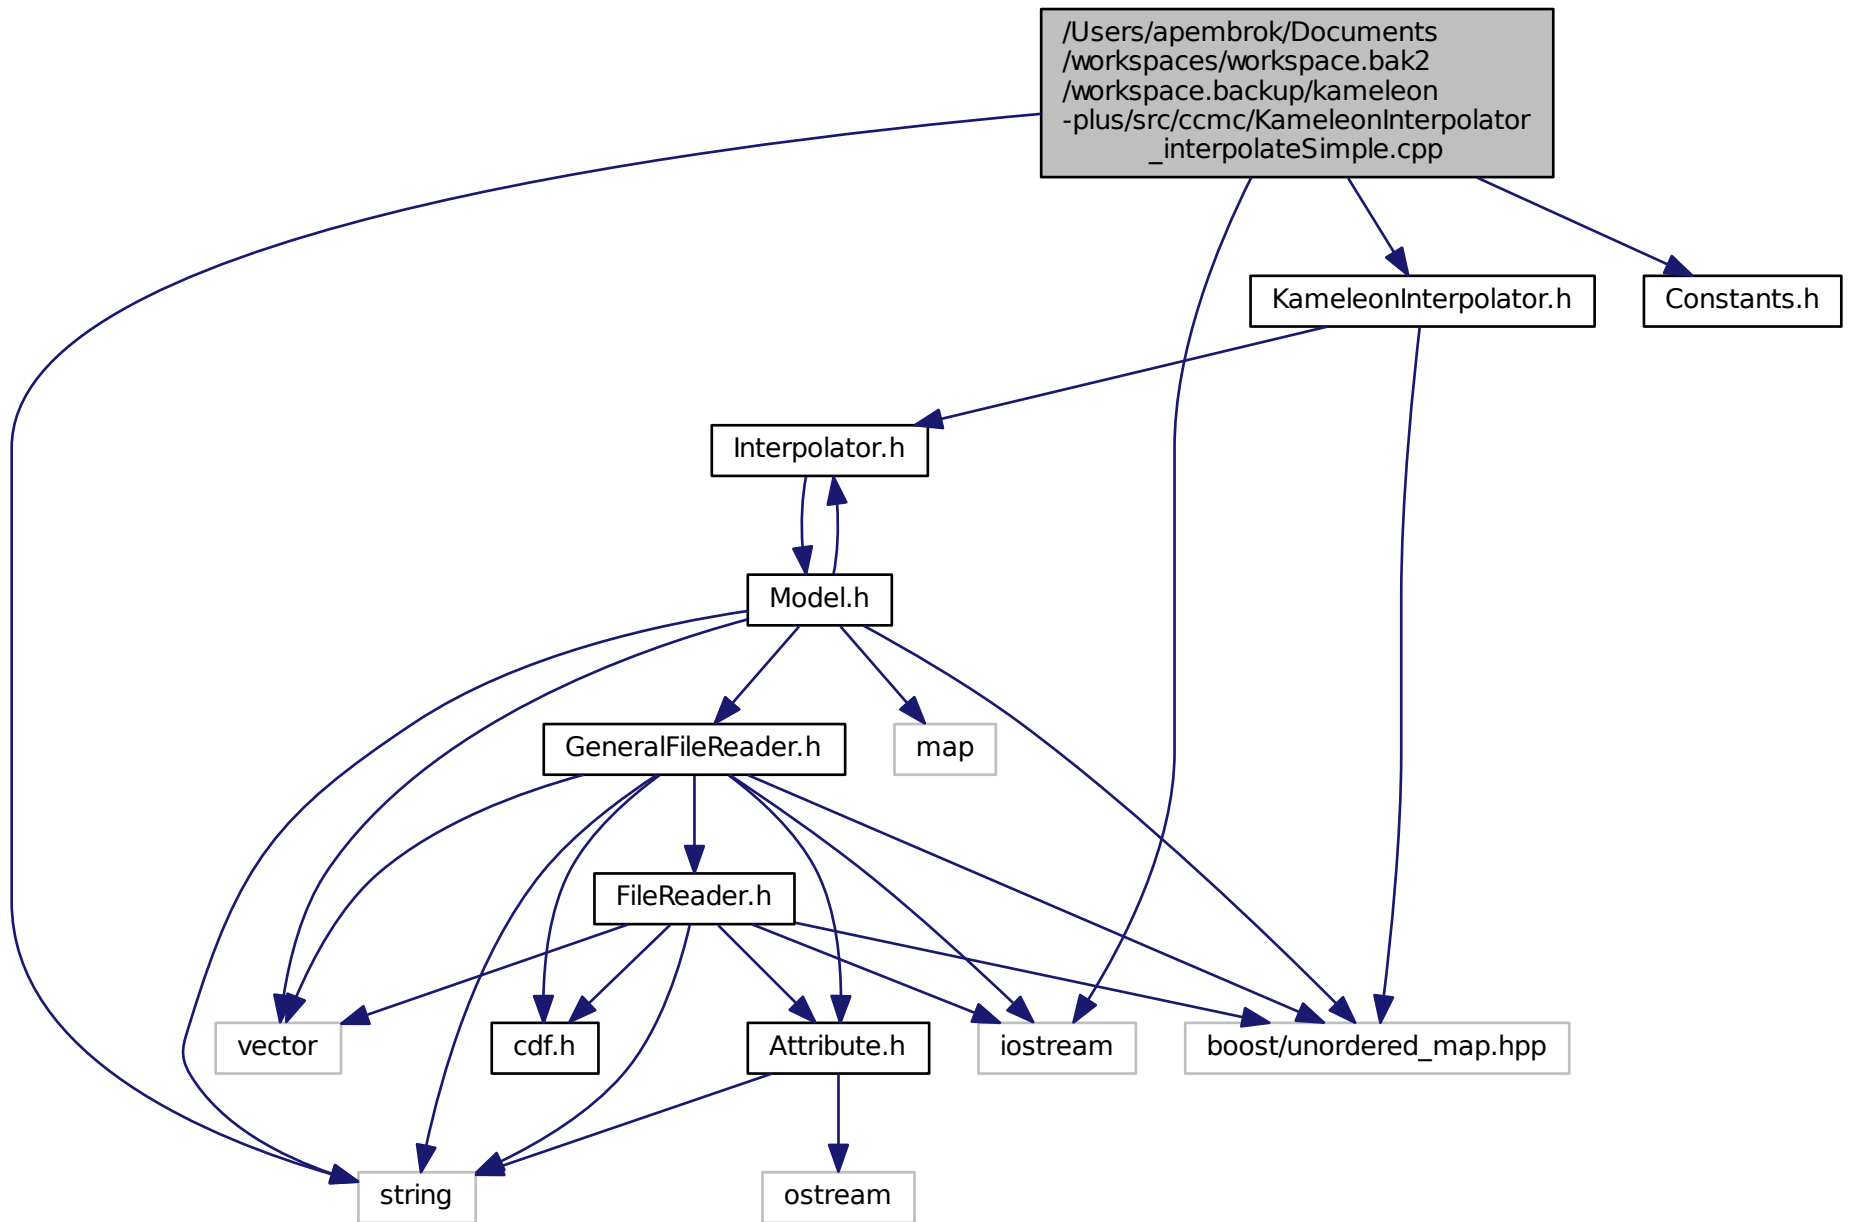 /Users/apembrok/Documents
/workspaces/workspace.bak2
/workspace.backup/kameleon
-plus/src/ccmc/KameleonInterpolator
_interpolateSimple.cpp
KameleonInterpolator.h
Constants.h
Interpolator.h
Model.h
GeneralFileReader.h
map
FileReader.h
vector
cdf.h
Attribute.h
iostream
boost/unordered_map.hpp
string
ostream